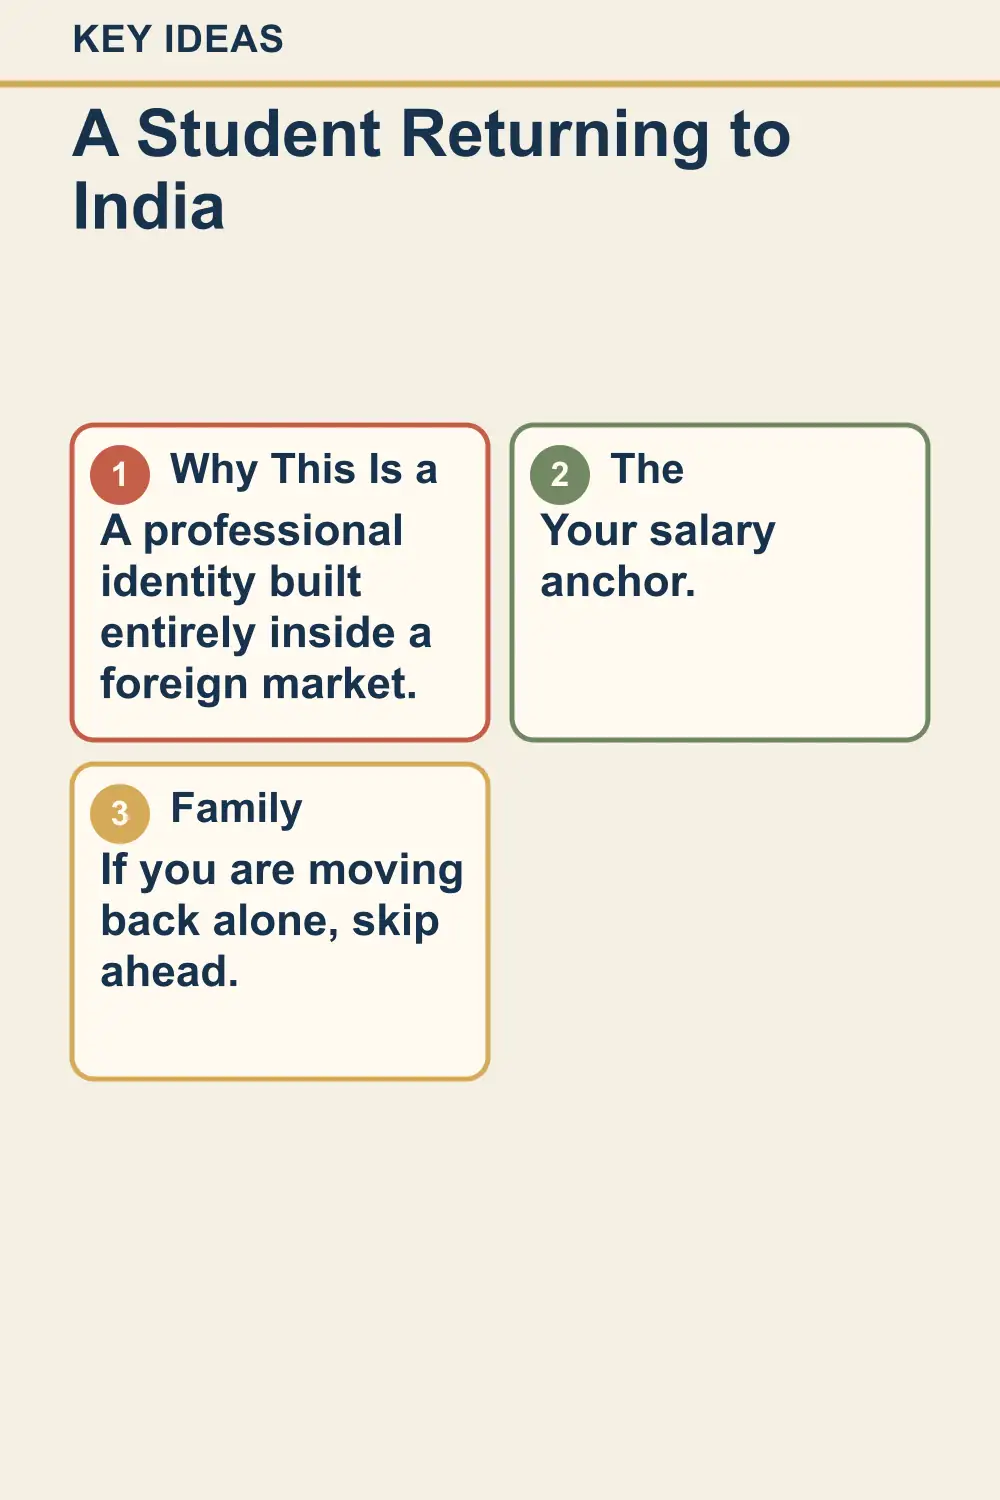 KEY IDEAS
A Student Returning to
India
1 Why This Is a
A professional
identity built
entirely inside a
foreign market.
2 The
Your salary
anchor.
3 Family
If you are moving
back alone, skip
ahead.